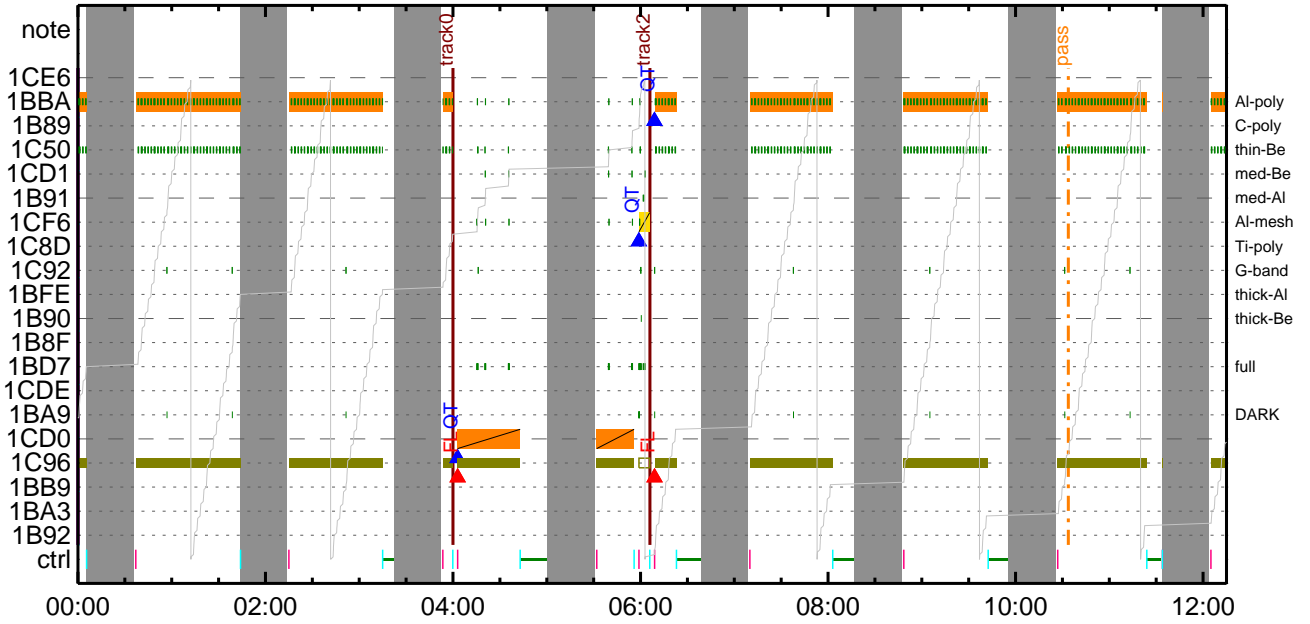 note
track0
track2
pass
1CE6
QT
1BBA
Al-poly
1B89
C-poly
1C50
thin-Be
1CD1
med-Be
1B91
med-Al
QT
1CF6
Al-mesh
1C8D
Ti-poly
1C92
G-band
1BFE
thick-Al
1B90
thick-Be
1B8F
1BD7
full
1CDE
1BA9
DARK
QT
1CD0
FL
FL
1C96
1BB9
1BA3
1B92
ctrl
00:00
02:00
04:00
06:00
08:00
10:00
12:00